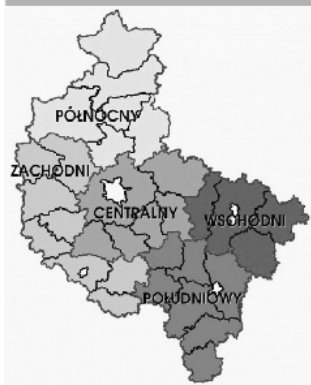 PÓŁNOCNY
ZACHODNI
CENTRALNY
WSCHODNI
POŁUDNIOWY